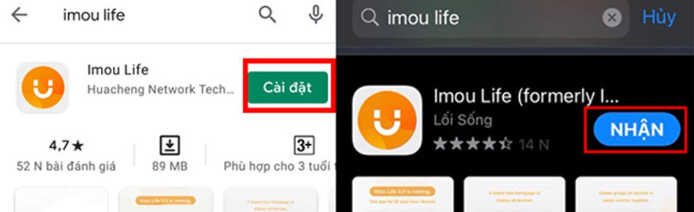 imou life
Imou Life
Huacheng Network Tech...
Cài đặt
4,7★
52 N bài đánh giá
89 MB
3+
Phù hợp cho 3 tuổi t
imou life
Hủy
Imou Life (formerly I...
Lối Sống
14 N
NHẬN